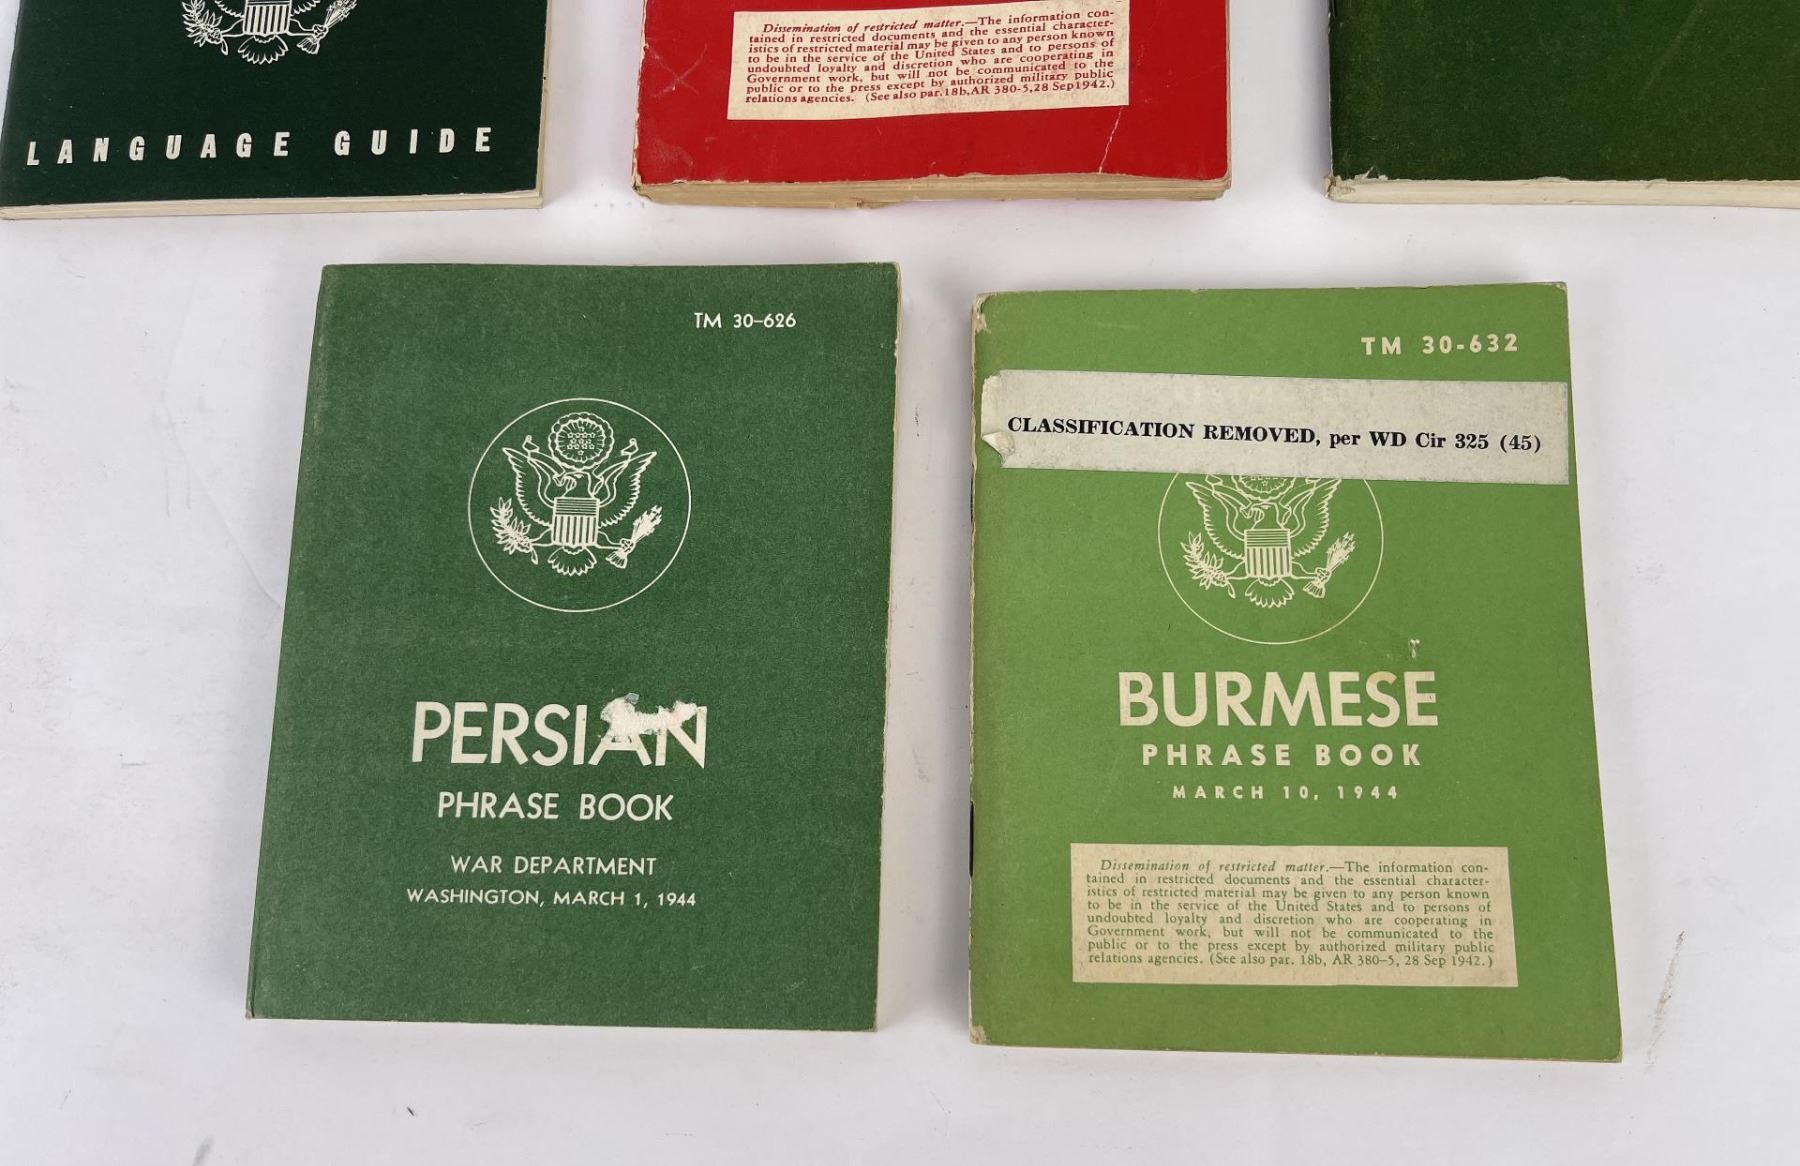 LANGUAGE GUIDE
Dissemination of restricted matter.—The information con-
tained in restricted documents and the essential character-
istics of restricted material may be given to any person known
to be in the service of the United States and to persons of
undoubted loyalty and discretion who are cooperating in
Government work, but will not be communicated to the
public or to the press except by authorized military public
relations agencies. (See also par.18b,AR 380-5,28 Sep1942.)
TM 30-626
PERSIAN
PHRASE BOOK
WAR DEPARTMENT
WASHINGTON, MARCH 1, 1944
TM 30-632
CLASSIFICATION REMOVED, per WD Cir 325 (45)
BURMESE
PHRASE BOOK
MARCH 10, 1944
Dissemination of restricted matter.—The information con-
tained in restricted documents and the essential character-
istics of restricted material may be given to any person known
to be in the service of the United States and to persons of
undoubted loyalty and discretion who are cooperating in
Government work, but will not be communicated to the
public or to the press except by authorized military public
relations agencies. (See also par. 18b, AR 380-5, 28 Sep 1942.)